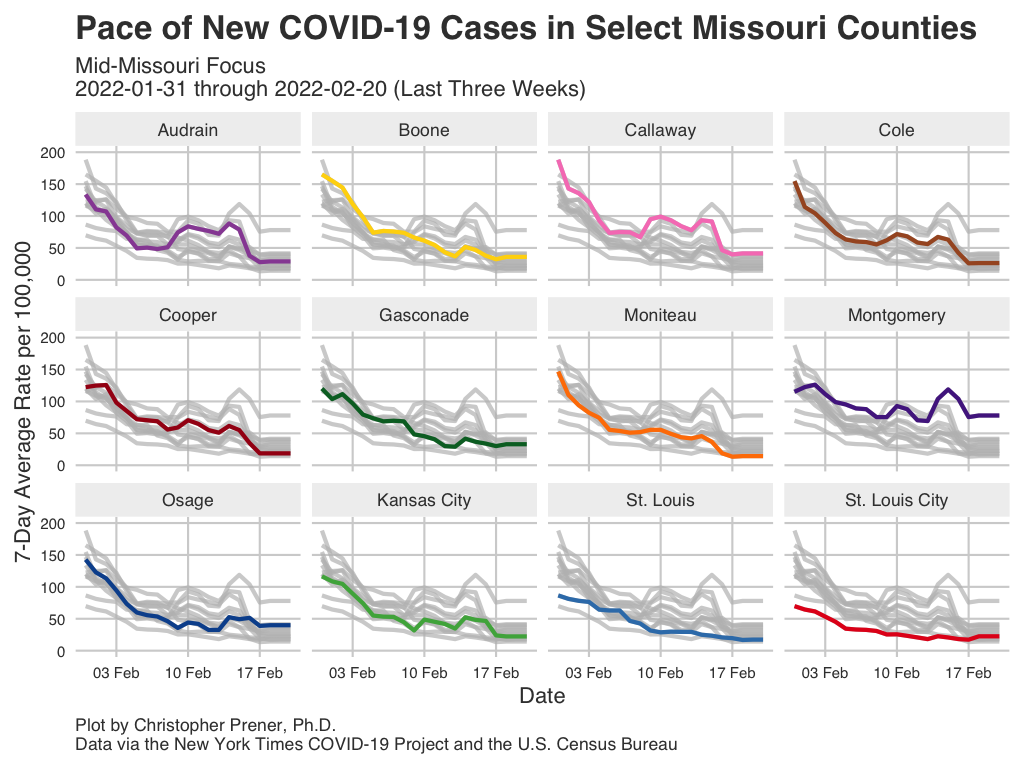 Pace of New COVID-19 Cases in Select Missouri Counties
Mid-Missouri Focus
2022-01-31 through 2022-02-20 (Last Three Weeks)
Audrain Boone Callaway Cole
200
150
100
50
0
Cooper Gasconade Moniteau Montgomery
200
150
100
50
0
Osage Kansas City St. Louis St. Louis City
200
150
100
50
0
7-Day Average Rate per 100,000
03 Feb 10 Feb 17 Feb 03 Feb 10 Feb 17 Feb 03 Feb 10 Feb 17 Feb 03 Feb 10 Feb 17 Feb
Date
Plot by Christopher Prener, Ph.D.
Data via the New York Times COVID-19 Project and the U.S. Census Bureau